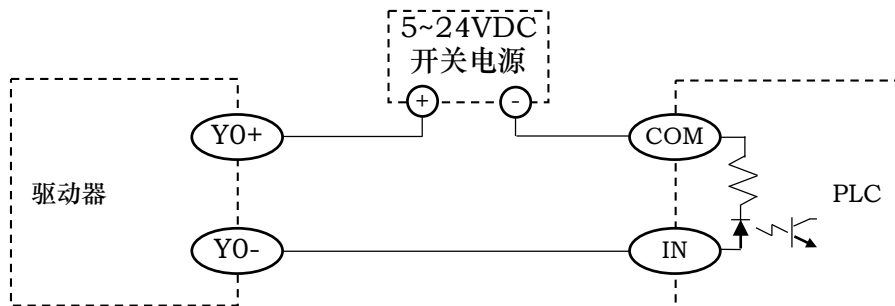 5~24VDC
开关电源
+ -
Y0+
COM
驱动器
PLC
Y0-
IN